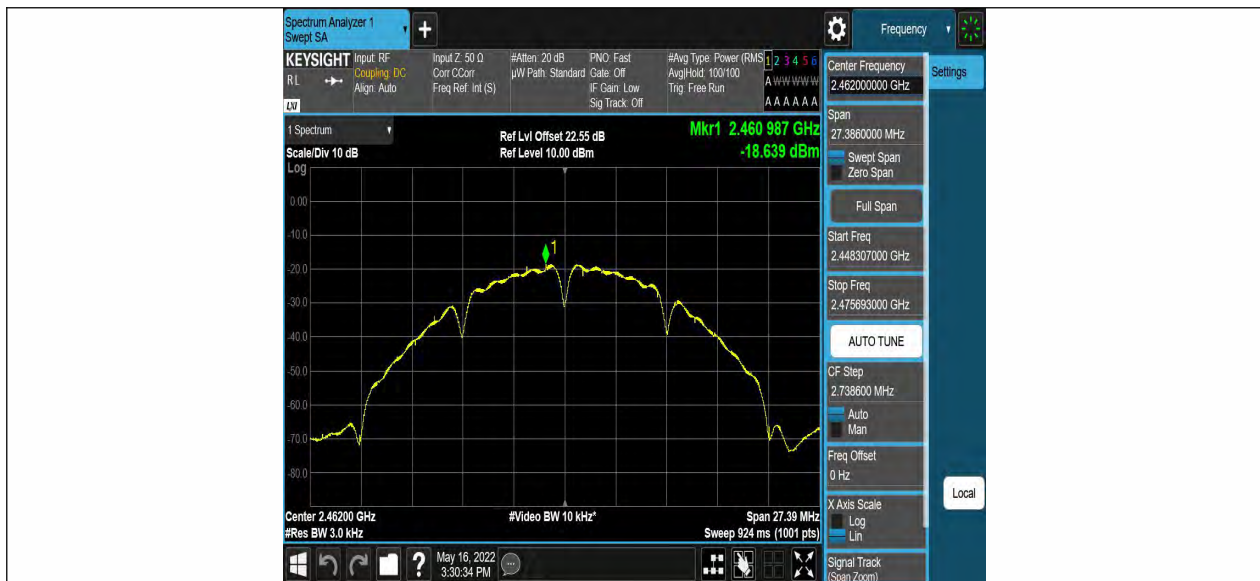 Spectrum Analyzer 1
Swept SA
+
Frequency
KEYSIGHT
RL
LXI
Input: RF
Coupling: DC
Align: Auto
Input Z: 50 Ω
Corr CCorr
Freq Ref: Int (S)
#Atten: 20 dB
µW Path: Standard
PNO: Fast
Gate: Off
IF Gain: Low
Sig Track: Off
#Avg Type: Power (RMS
Avg|Hold: 100/100
Trig: Free Run
1 2 3 4 5 6
A W W W W W
A A A A A A
1 Spectrum
Scale/Div 10 dB
Ref Lvl Offset 22.55 dB
Ref Level 10.00 dBm
Mkr1 2.460 987 GHz
-18.639 dBm
Log
0.00
-10.0
-20.0
-30.0
-40.0
-50.0
-60.0
-70.0
-80.0
1
Center 2.46200 GHz
#Res BW 3.0 kHz
#Video BW 10 kHz*
Span 27.39 MHz
Sweep 924 ms (1001 pts)
?
May 16, 2022
3:30:34 PM
Center Frequency
2.462000000 GHz
Span
27.3860000 MHz
Swept Span
Zero Span
Full Span
Start Freq
2.448307000 GHz
Stop Freq
2.475693000 GHz
AUTO TUNE
CF Step
2.738600 MHz
Auto
Man
Freq Offset
0 Hz
X Axis Scale
Log
Lin
Signal Track
(Span Zoom)
Settings
Local